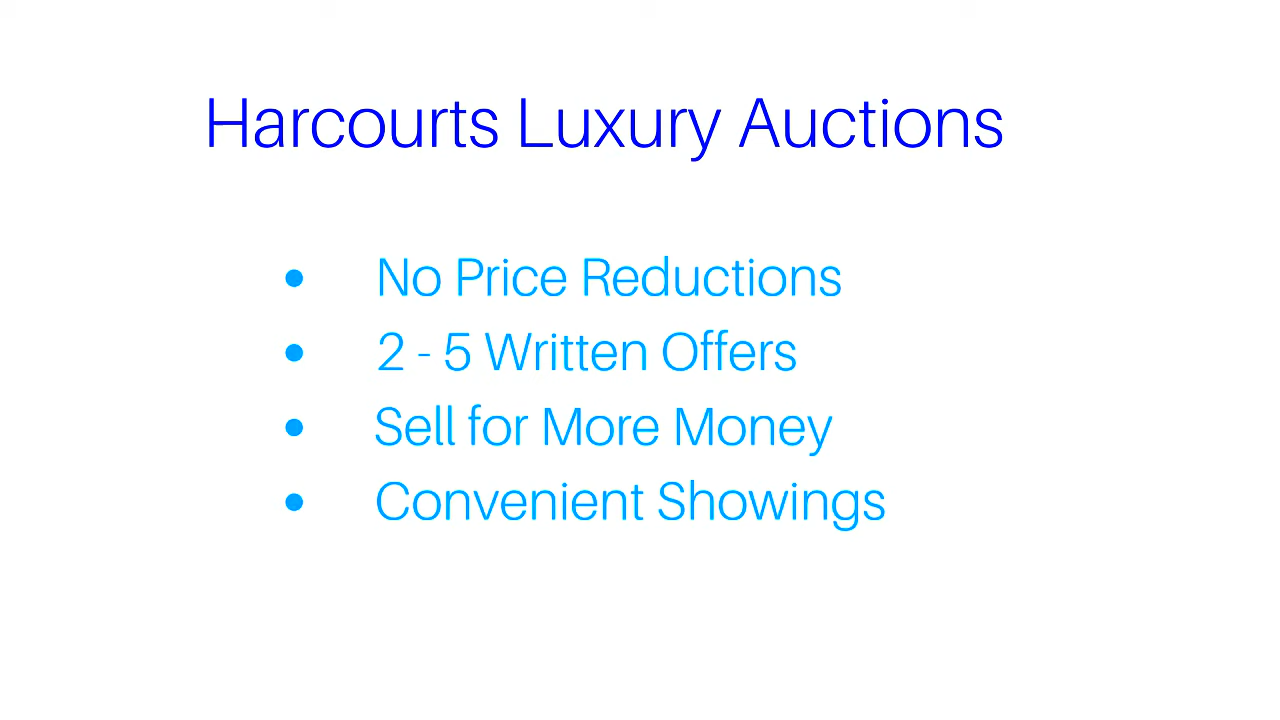 Harcourts Luxury Auctions
• No Price Reductions
• 2 - 5 Written Offers
• Sell for More Money
• Convenient Showings